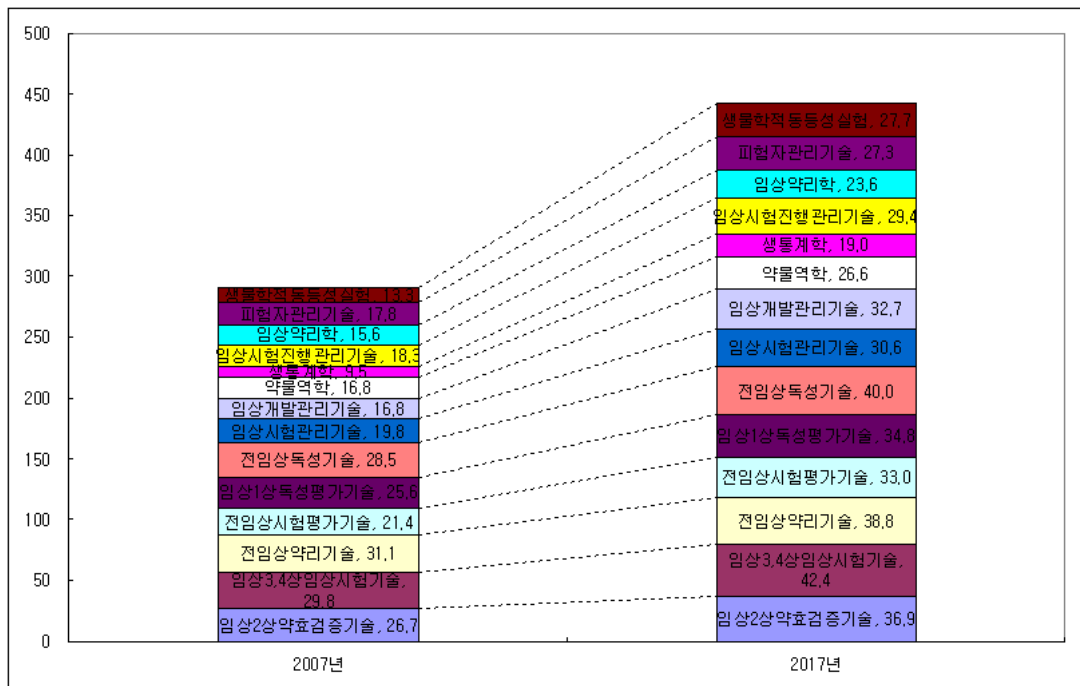 500
450
400
350
300
250
200
150
100
50
0
생물학적동등성실험, 13,3
피험자관리기술, 17,8
임상약리학, 15,6
임상시험진행관리기술, 18,3
생통계학, 9,5
약물역학, 16,8
임상개발관리기술, 16,8
임상시험관리기술, 19,8
전임상독성기술, 28,5
임상1상독성평가기술, 25,6
전임상시험평가기술, 21,4
전임상약리기술, 31,1
임상3,4상임상시험기술,
29,8
임상2상약효검증기술, 26,7
생물학적동등성실험, 27,7
피험자관리기술, 27,3
임상약리학, 23,6
임상시험진행관리기술, 29,4
생통계학, 19,0
약물역학, 26,6
임상개발관리기술, 32,7
임상시험관리기술, 30,6
전임상독성기술, 40,0
임상1상독성평가기술, 34,8
전임상시험평가기술, 33,0
전임상약리기술, 38,8
임상3,4상임상시험기술,
42,4
임상2상약효검증기술, 36,9
2007년
2017년